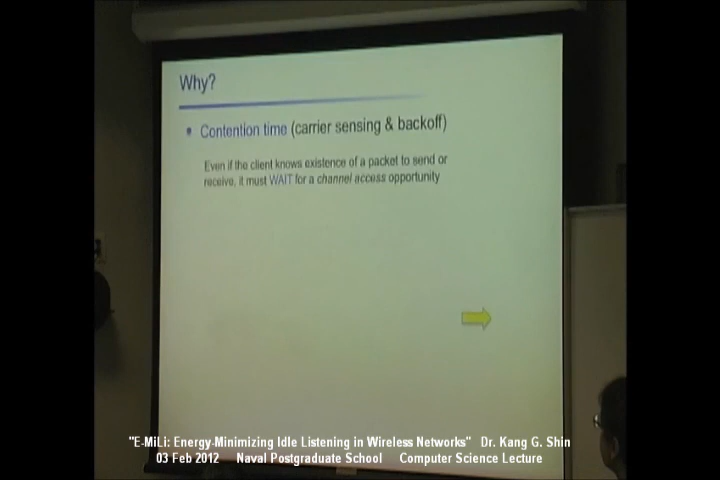 Why?
Contention time (carrier sensing & backoff)
Even if the client knows existence of a packet to send or
receive, it must WAIT for a channel access opportunity
"E-MiLi: Energy-Minimizing Idle Listening in Wireless Networks" Dr. Kang G. Shin
03 Feb 2012 Naval Postgraduate School Computer Science Lecture